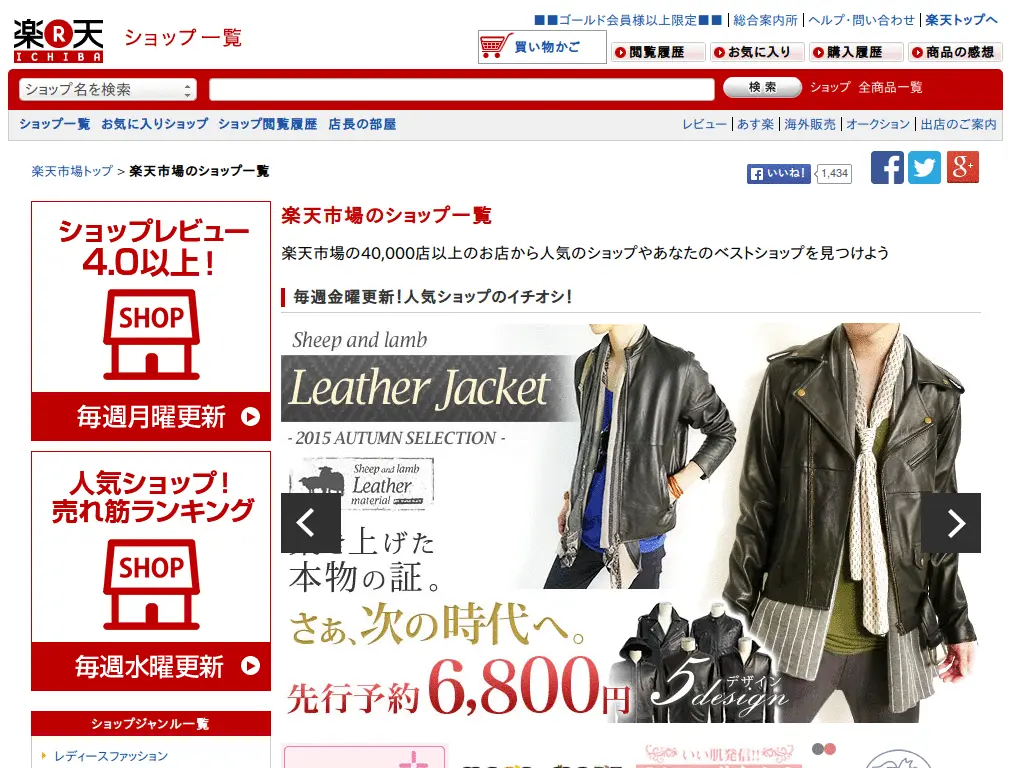 ■■ゴールド会員様以上限定■■ 総合案内所 ヘルプ・問い合わせ 楽天トップへ
楽R天 ICHIBA
ショップ一覧
買い物かご
閲覧履歴 お気に入り 購入履歴 商品の感想
ショップ名を検索 検索 ショップ 全商品一覧
ショップ一覧 お気に入りショップ ショップ閲覧履歴 店長の部屋
レビュー あす楽 海外販売 オークション 出店のご案内
楽天市場トップ > 楽天市場のショップ一覧
いいね! 1,434
ショップレビュー
4.0以上!
SHOP
毎週月曜更新
人気ショップ!
売れ筋ランキング
SHOP
毎週水曜更新
ショップジャンル一覧
レディースファッション
楽天市場のショップ一覧
楽天市場の40,000店以上のお店から人気のショップやあなたのベストショップを見つけよう
毎週金曜更新!人気ショップのイチオシ!
Sheep and lamb
Leather Jacket
- 2015 AUTUMN SELECTION -
Sheep and lamb
Leather
material
上げた
本物の証。
さぁ、次の時代へ。
先行予約6,800円
5デザイン
design
いい肌発信!!